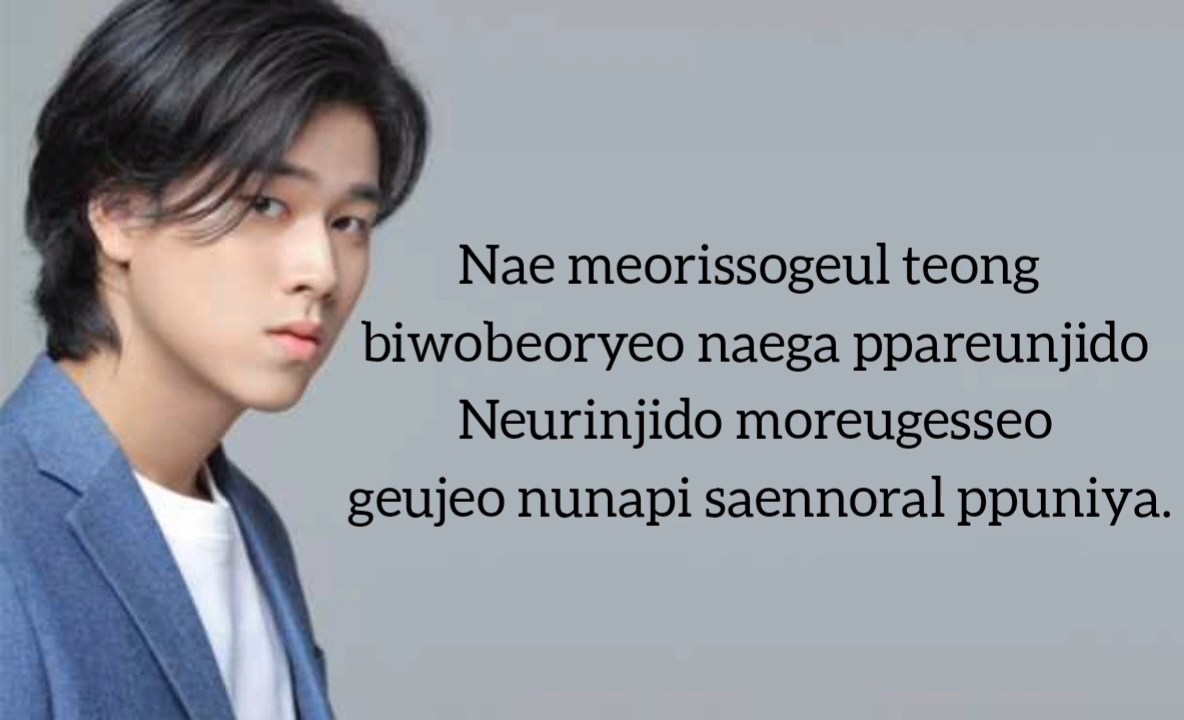 Nae meorissogeul teong
biwobeoryeo naega ppareunjido
Neurinjido moreugesseo
geujeo nunapi saennoral ppuniya.